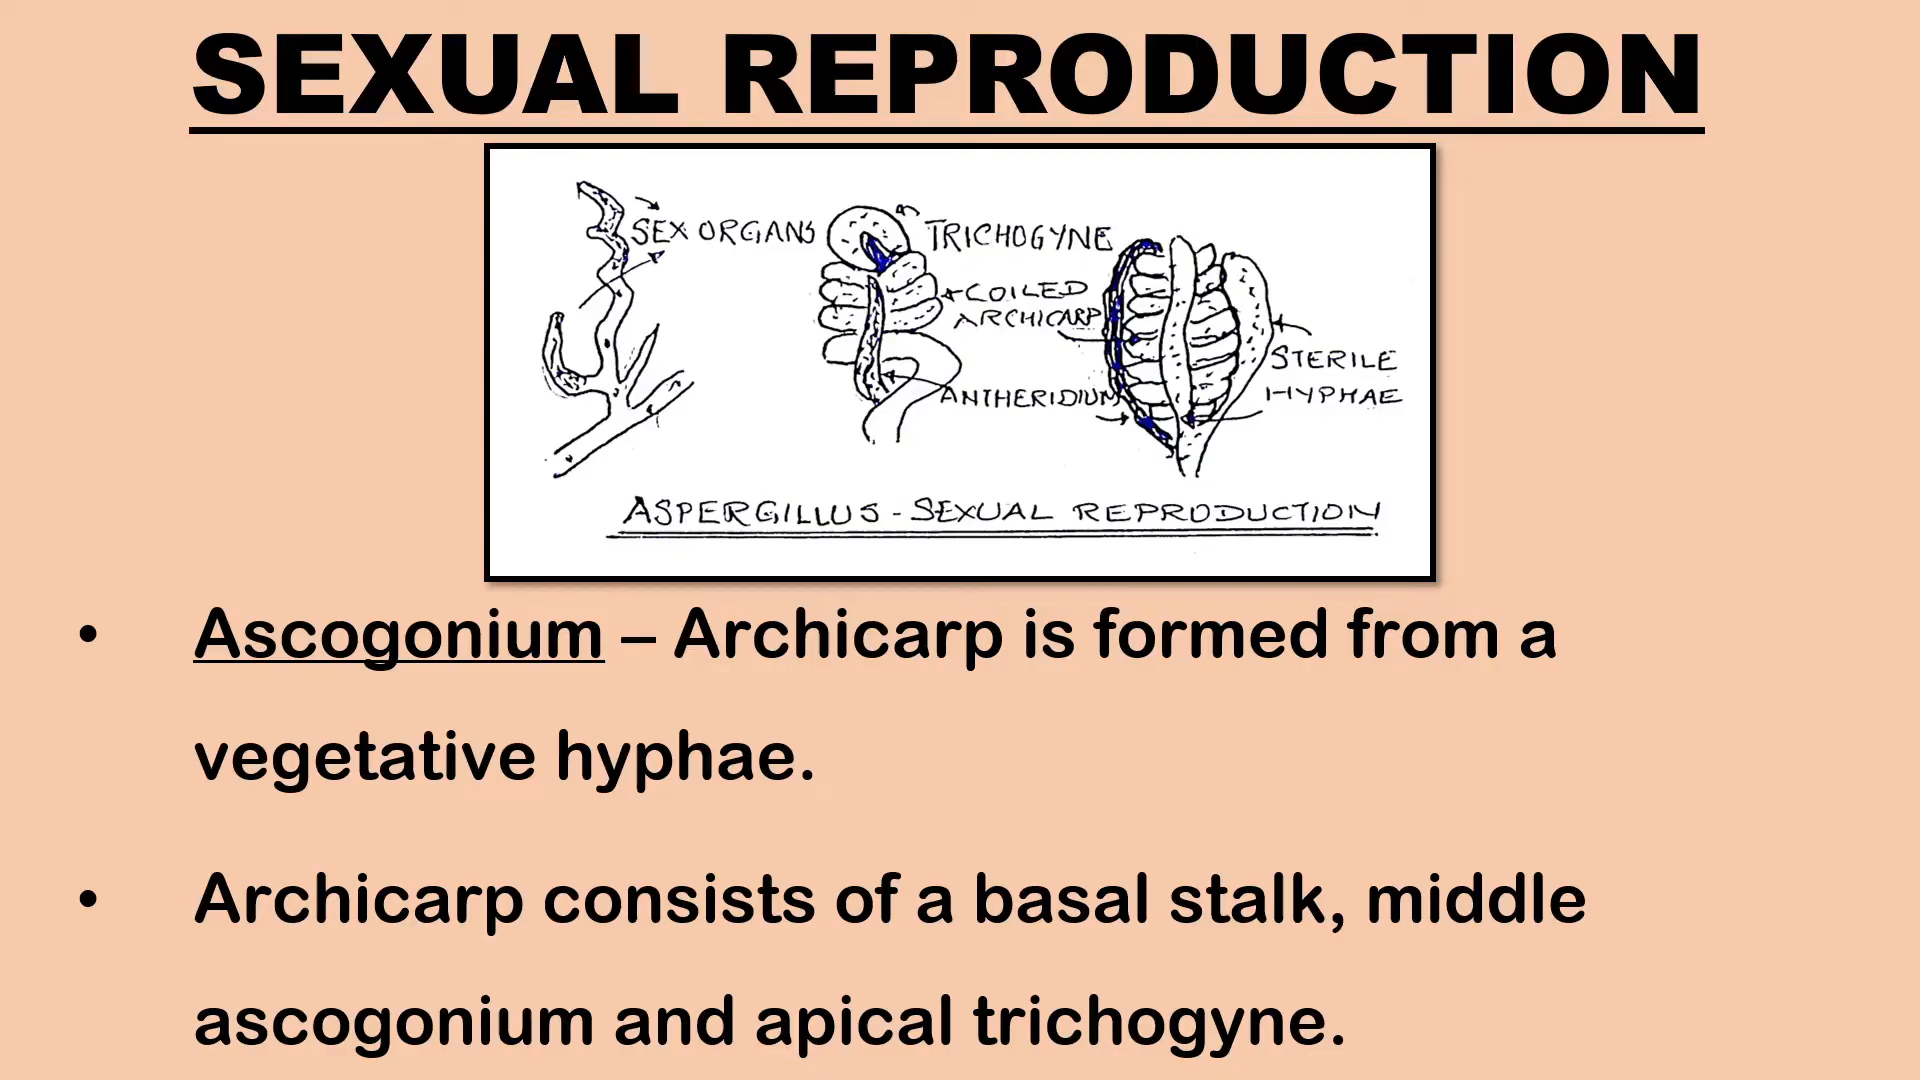 SEXUAL REPRODUCTION
SEX ORGANS
TRICHOGYNE
COILED
ARCHICARP
ANTHERIDIUM
STERILE
HYPHAE
ASPERGILLUS - SEXUAL REPRODUCTION
• Ascogonium – Archicarp is formed from a
vegetative hyphae.
• Archicarp consists of a basal stalk, middle
ascogonium and apical trichogyne.